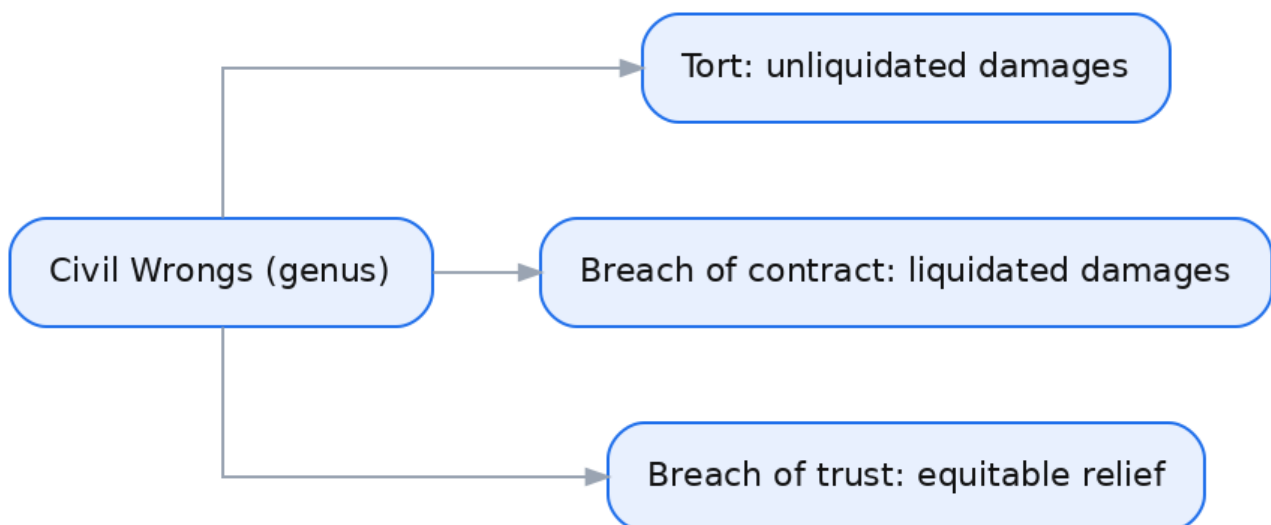 Tort: unliquidated damages
Civil Wrongs (genus)
Breach of contract: liquidated damages
Breach of trust: equitable relief